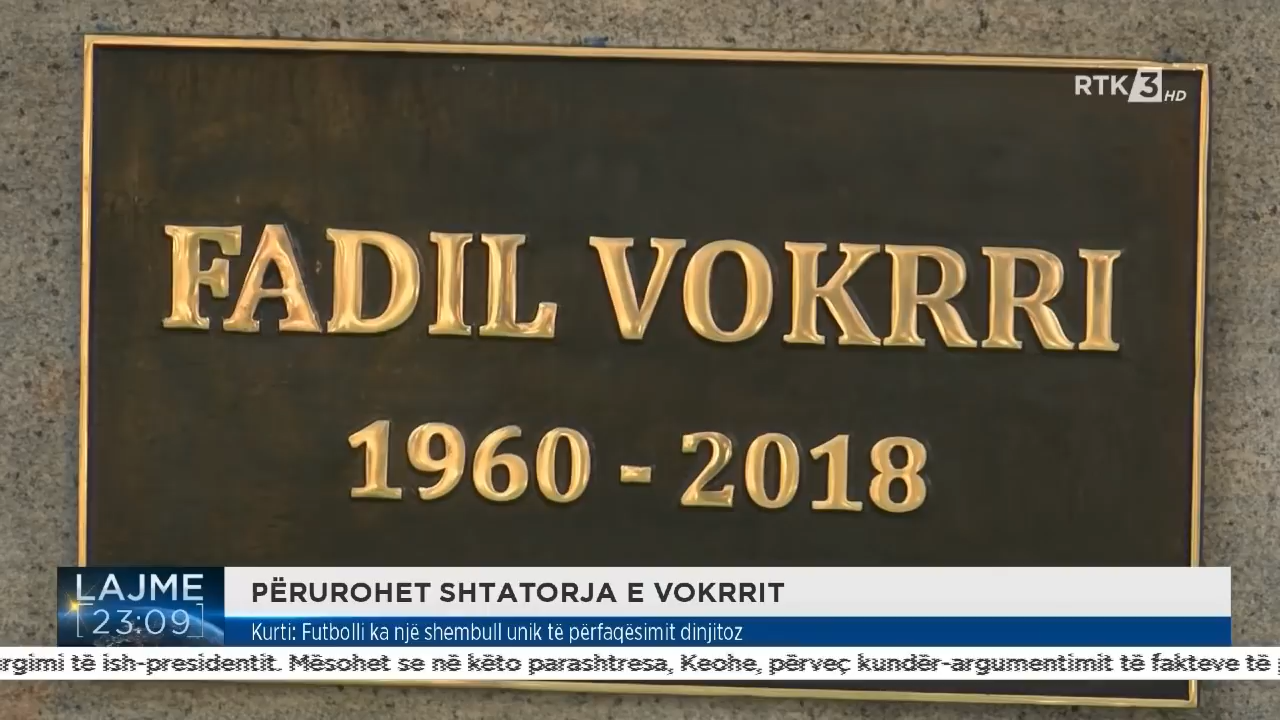 RTK 3 HD
FADIL VOKRRI
1960 - 2018
LAJME
23:09
PËRUROHET SHTATORJA E VOKRRIT
Kurti: Futbolli ka një shembull unik të përfaqësimit dinjitoz
të ish-presidentit. Mësohet se në këto parashtresa, Keohe, përveç kundër-argumentimit të fakteve të